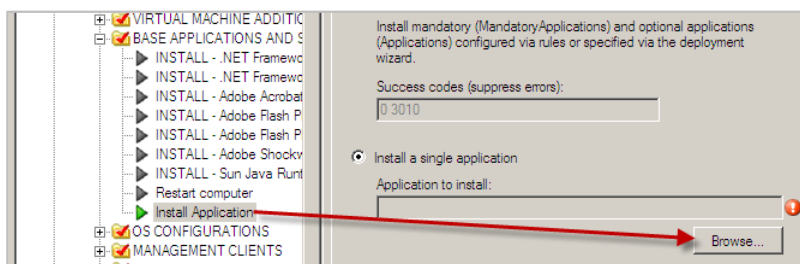 VIRTUAL MACHINE ADDITIC
BASE APPLICATIONS AND S
INSTALL - .NET Framewo
INSTALL - .NET Framewo
INSTALL - Adobe Acrobat
INSTALL - Adobe Flash P
INSTALL - Adobe Flash P
INSTALL - Adobe Shockw
INSTALL - Sun Java Runt
Restart computer
Install Application
OS CONFIGURATIONS
MANAGEMENT CLIENTS
Install mandatory (MandatoryApplications) and optional applications
(Applications) configured via rules or specified via the deployment
wizard.
Success codes (suppress errors):
0 3010
Install a single application
Application to install:
Browse...